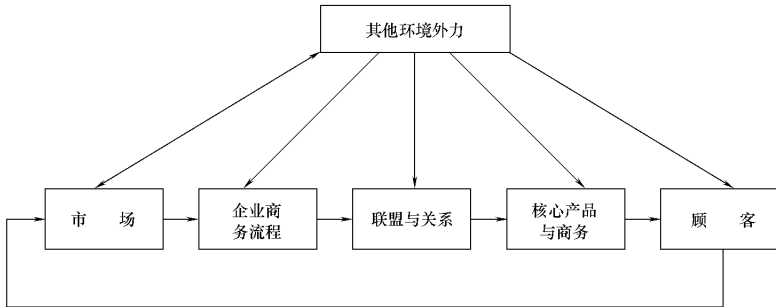 其他环境外力
市 场
企业商
务流程
联盟与关系
核心产品
与商务
顾 客